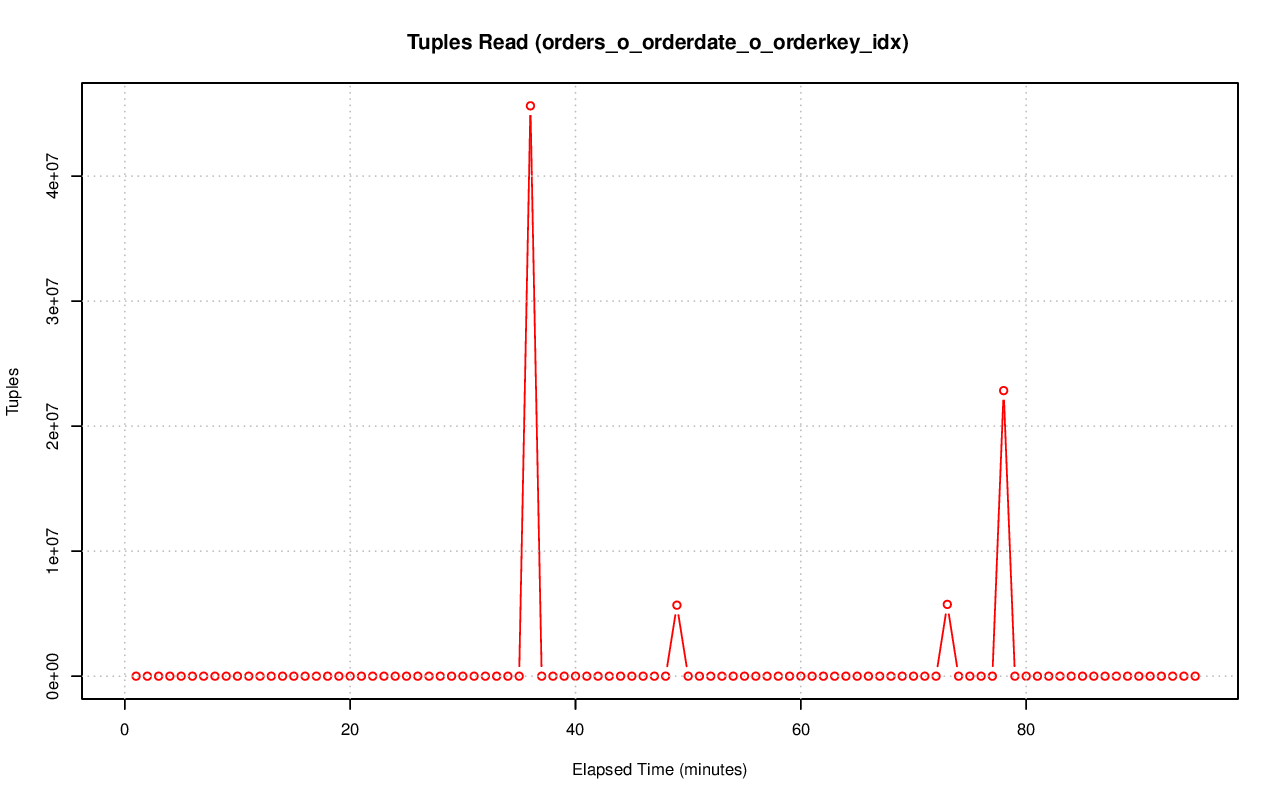 Tuples Read (orders_o_orderdate_o_orderkey_idx)
Tuples
4e+07
3e+07
2e+07
1e+07
0e+00
0 20 40 60 80
Elapsed Time (minutes)